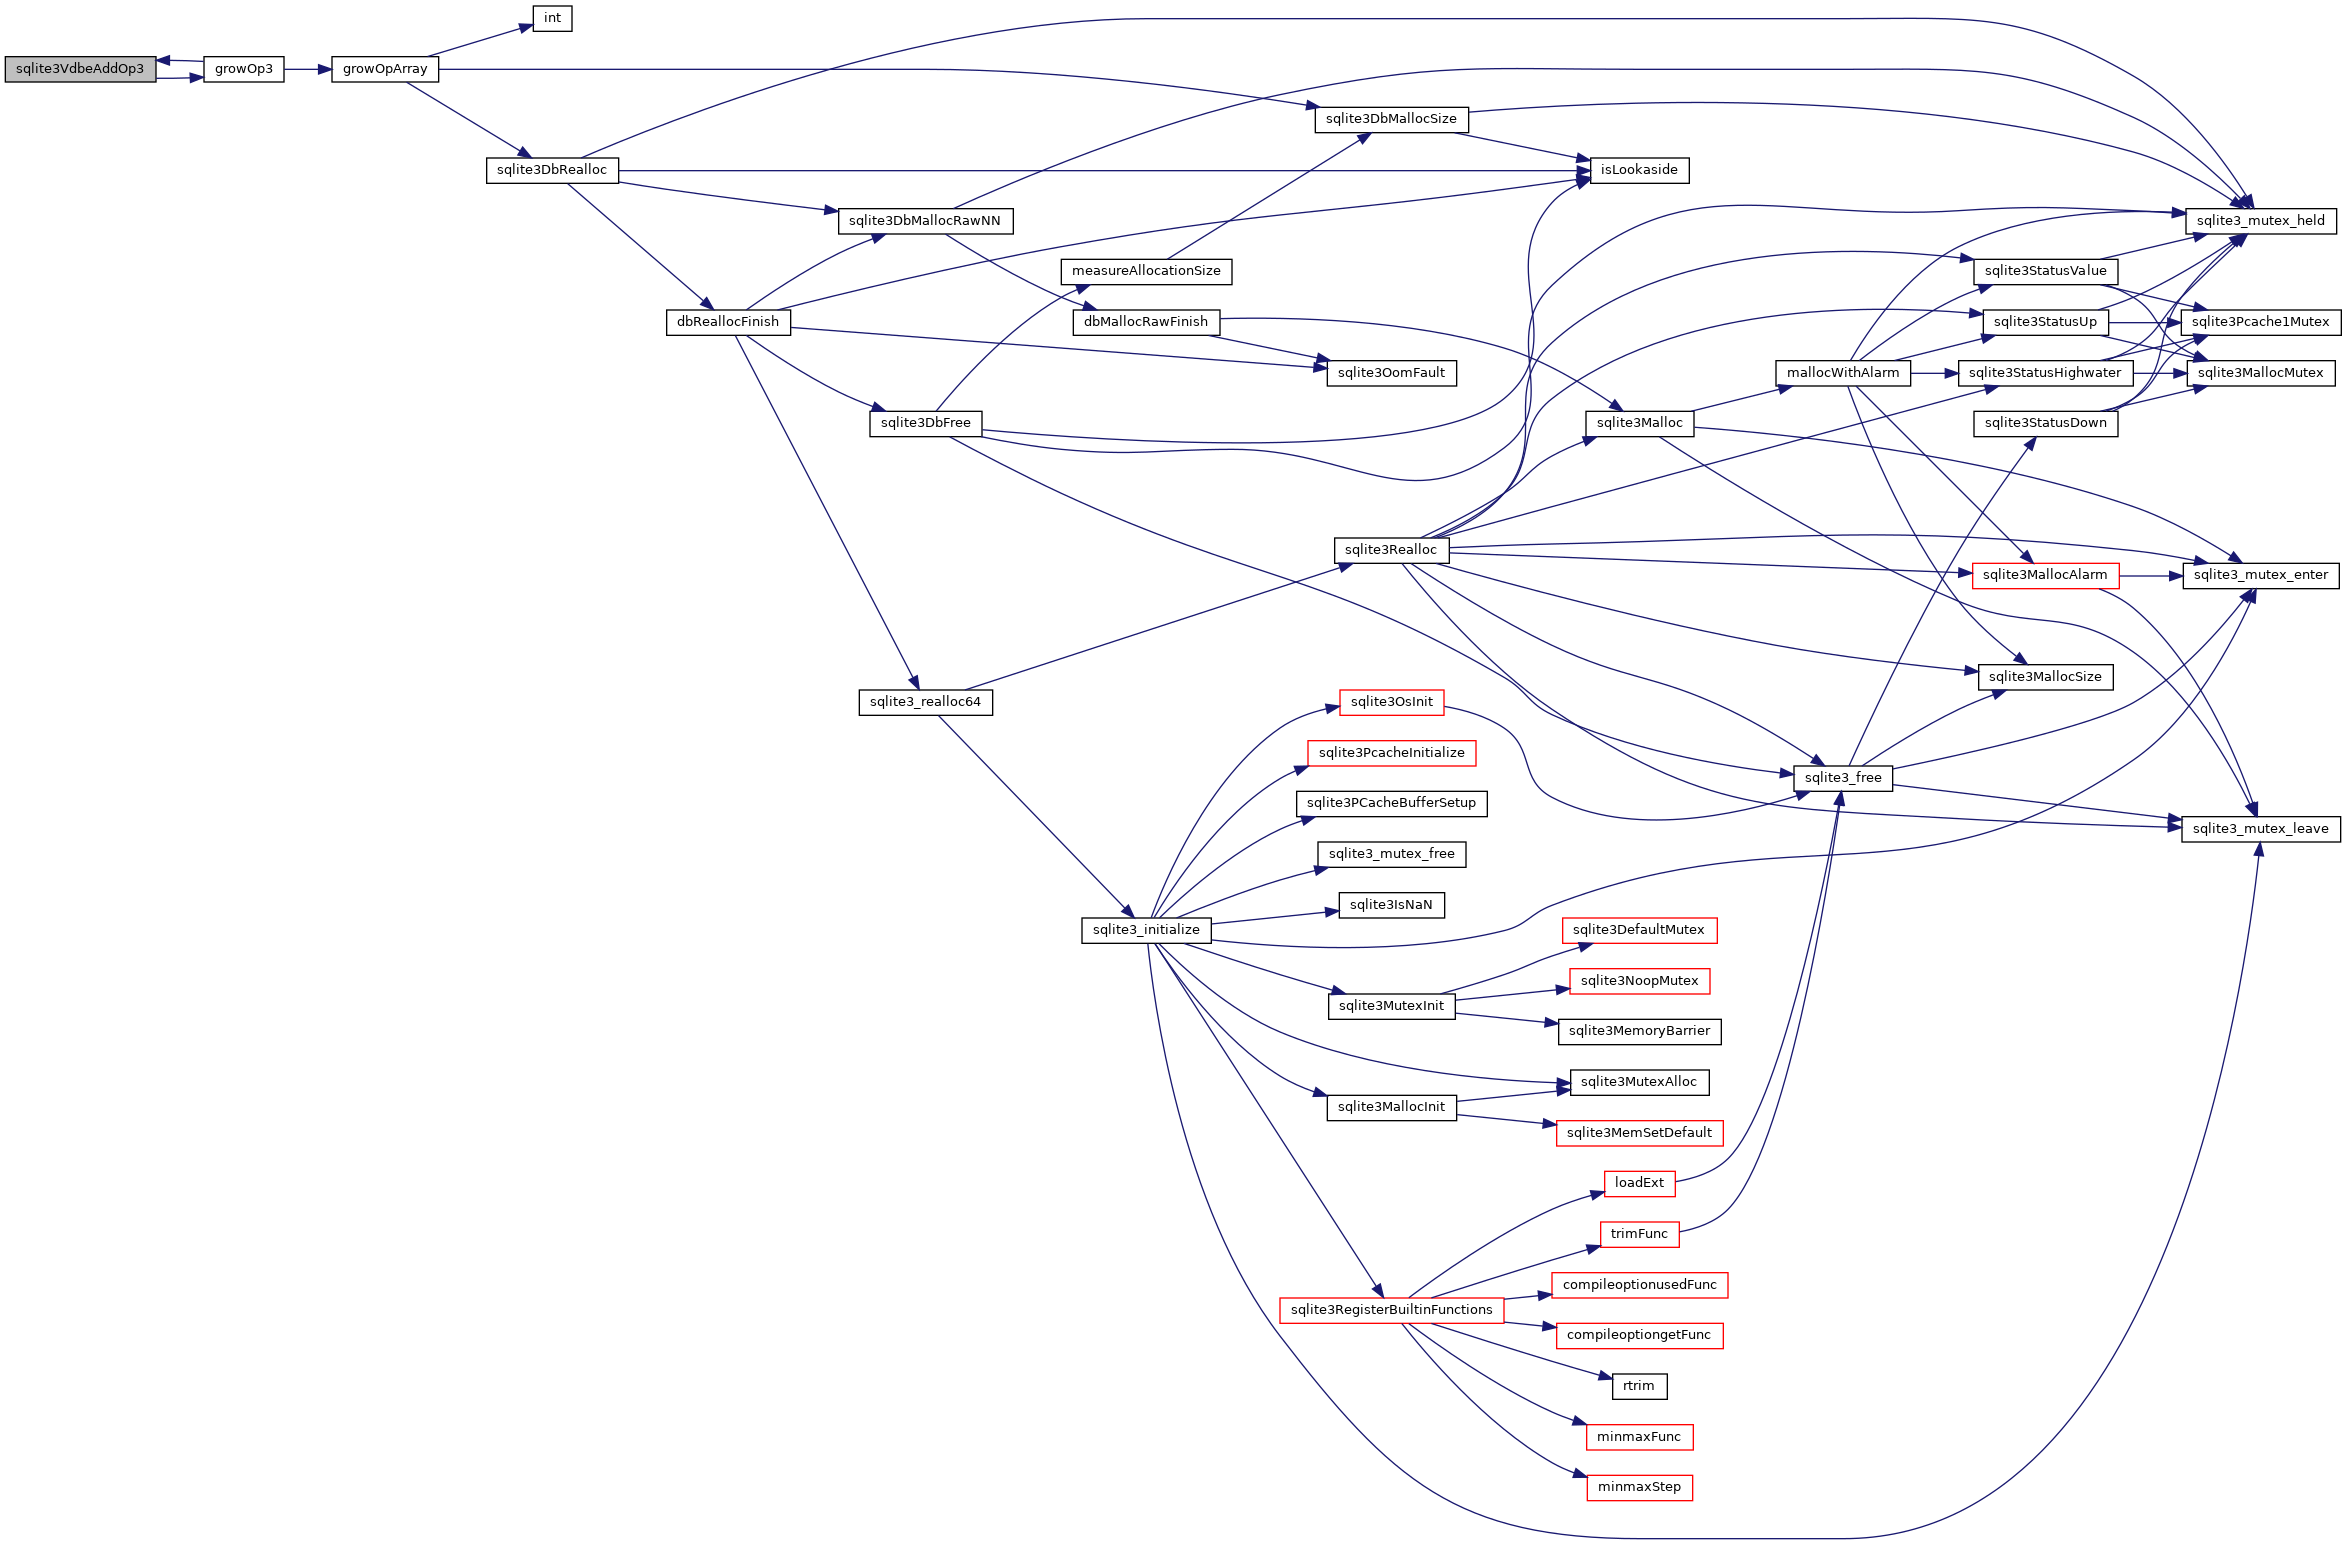 int
sqlite3VdbeAddOp3
growOp3
growOpArray
sqlite3DbMallocSize
sqlite3DbRealloc
isLookaside
sqlite3DbMallocRawNN
sqlite3_mutex_held
measureAllocationSize
sqlite3StatusValue
dbReallocFinish
dbMallocRawFinish
sqlite3StatusUp
sqlite3Pcache1Mutex
sqlite3OomFault
mallocWithAlarm
sqlite3StatusHighwater
sqlite3MallocMutex
sqlite3DbFree
sqlite3Malloc
sqlite3StatusDown
sqlite3Realloc
sqlite3MallocAlarm
sqlite3_mutex_enter
sqlite3MallocSize
sqlite3_realloc64
sqlite3OsInit
sqlite3PcacheInitialize
sqlite3_free
sqlite3PCacheBufferSetup
sqlite3_mutex_leave
sqlite3_mutex_free
sqlite3IsNaN
sqlite3_initialize
sqlite3DefaultMutex
sqlite3NoopMutex
sqlite3MutexInit
sqlite3MemoryBarrier
sqlite3MutexAlloc
sqlite3MallocInit
sqlite3MemSetDefault
loadExt
trimFunc
compileoptionusedFunc
sqlite3RegisterBuiltinFunctions
compileoptiongetFunc
rtrim
minmaxFunc
minmaxStep